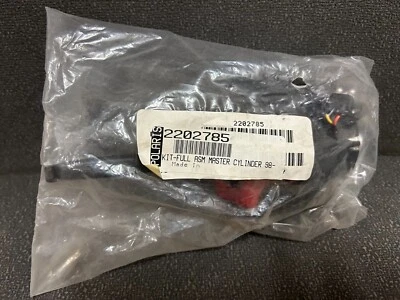 2202785
POLARIS
2202785
KIT-FULL ASM MASTER CYLINDER 98-
Made In